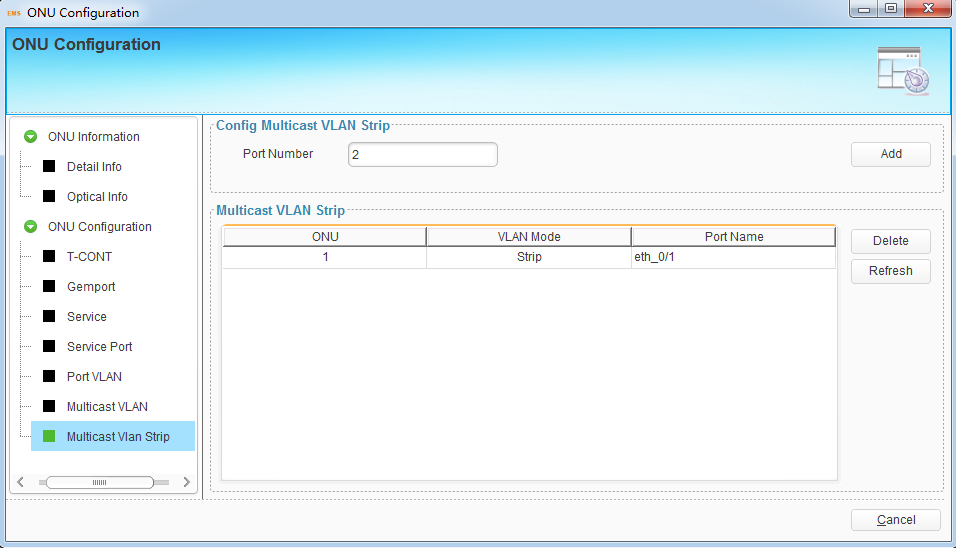 EMS ONU Configuration
ONU Configuration
ONU Information
Detail Info
Optical Info
ONU Configuration
T-CONT
Gemport
Service
Service Port
Port VLAN
Multicast VLAN
Multicast Vlan Strip
Config Multicast VLAN Strip
Port Number 2 Add
Multicast VLAN Strip
ONU VLAN Mode Port Name
1 Strip eth_0/1
Delete
Refresh
Cancel